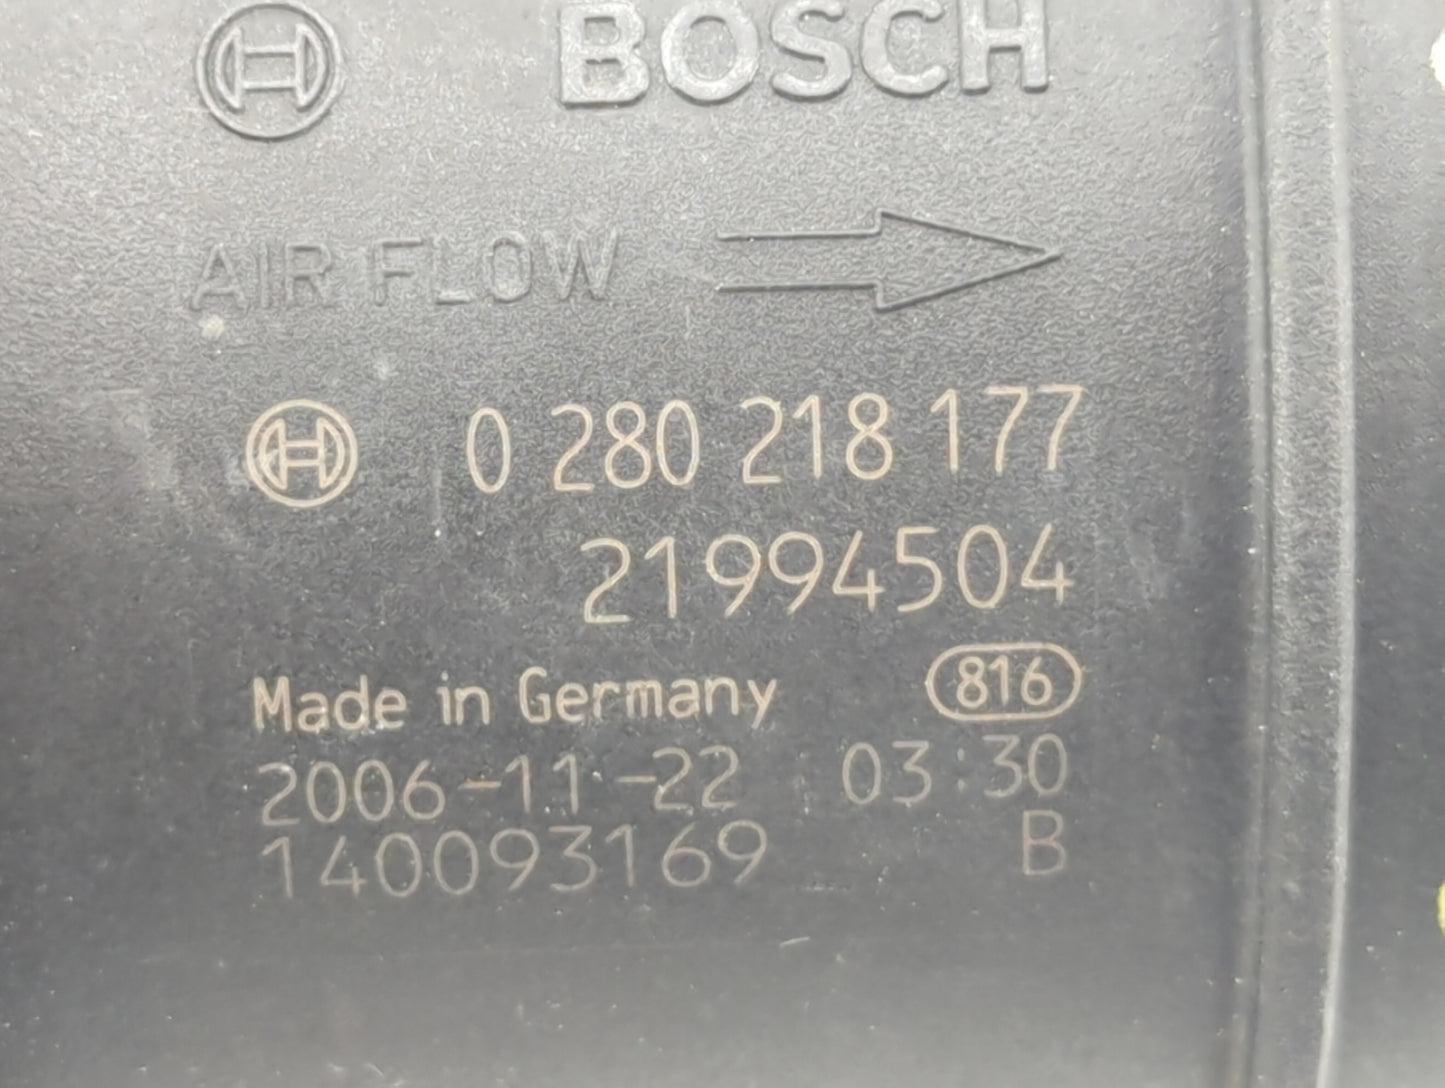 BOSCH
AIR FLOW
0 280 218 177
21994504
Made in Germany 816
2006-11-22 03:30
140093169 B